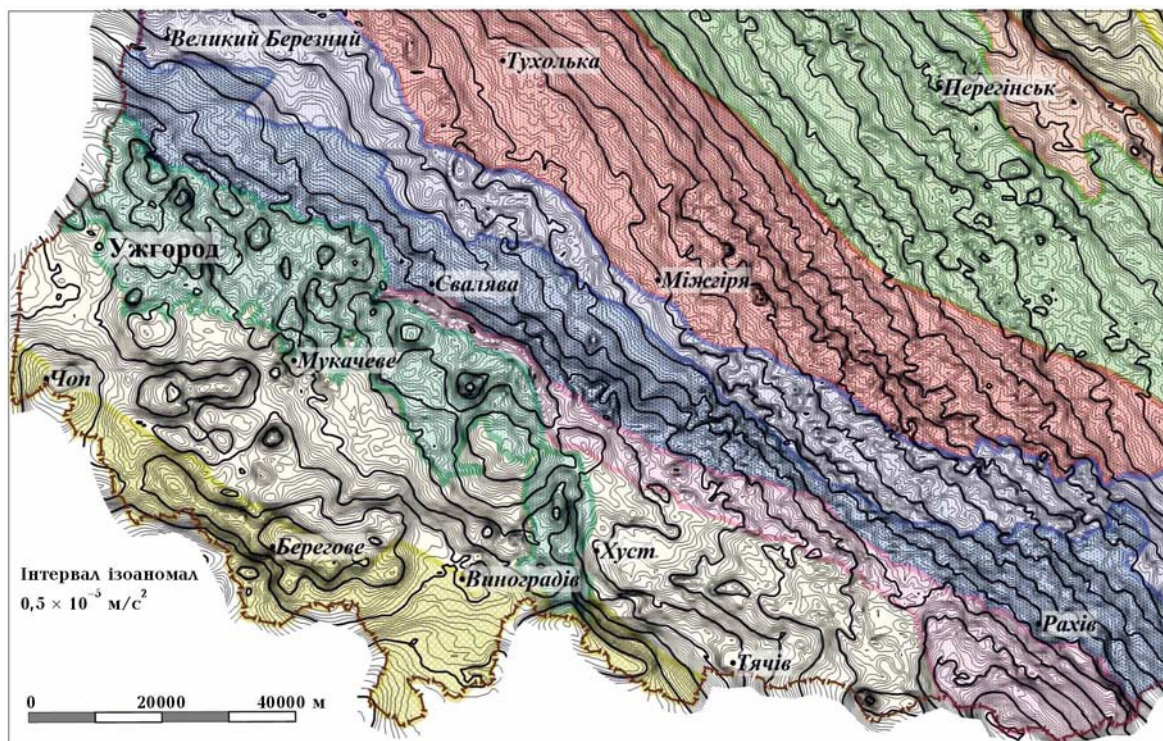 Великий Березний
Тухолька
Перегінськ
Ужгород
Свалява
Міжгіря
Мукачеве
Чоп
Берегове
Хуст
Виноградів
Інтервал ізоаномал
0,5 × 10⁻⁵ м/с²
Рахів
Тячів
0 20000 40000 м